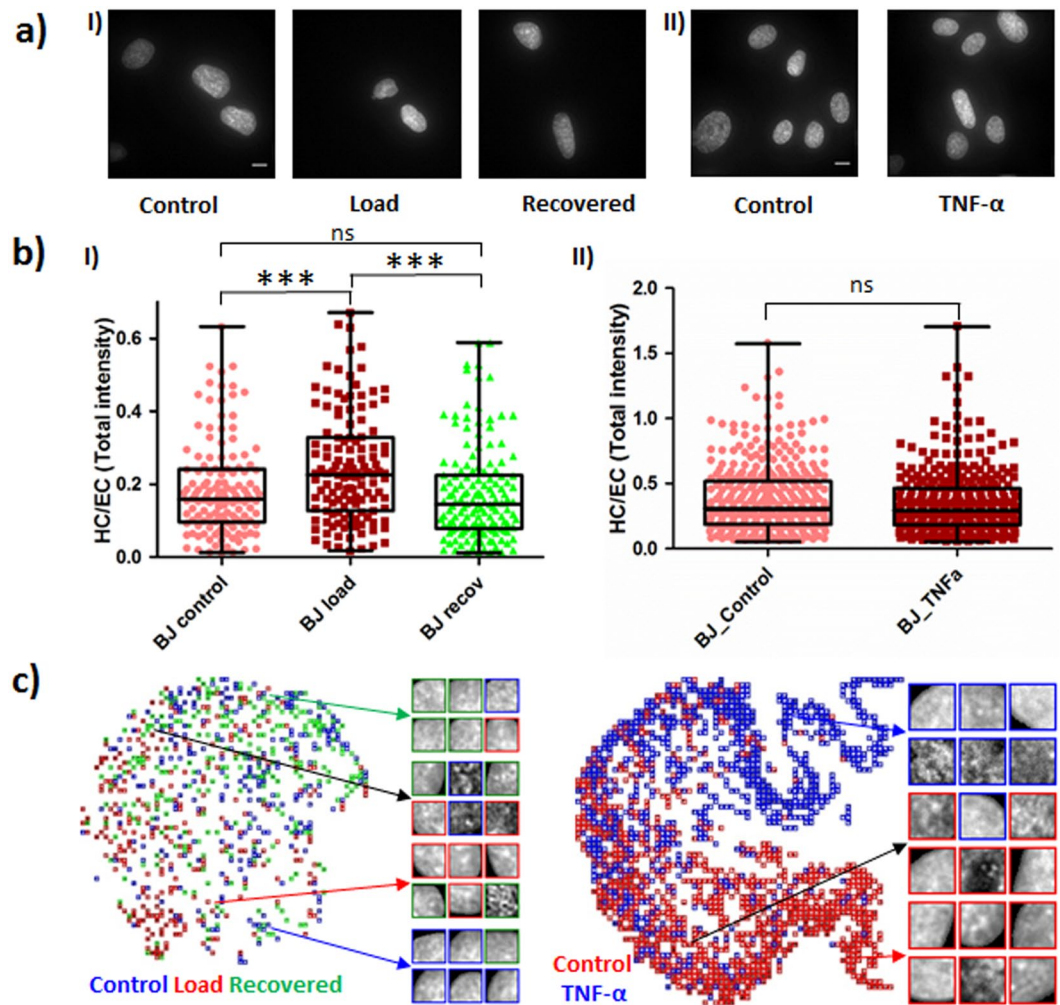 a)
I)
II)
Control
Load
Recovered
Control
TNF-α
b)
I)
ns
***
***
HC/EC (Total intensity)
0.6
0.4
0.2
0.0
BJ control
BJ load
BJ recov
II)
ns
HC/EC (Total intensity)
2.0
1.5
1.0
0.5
0.0
BJ_Control
BJ_TNFa
c)
Control Load Recovered
Control
TNF-α